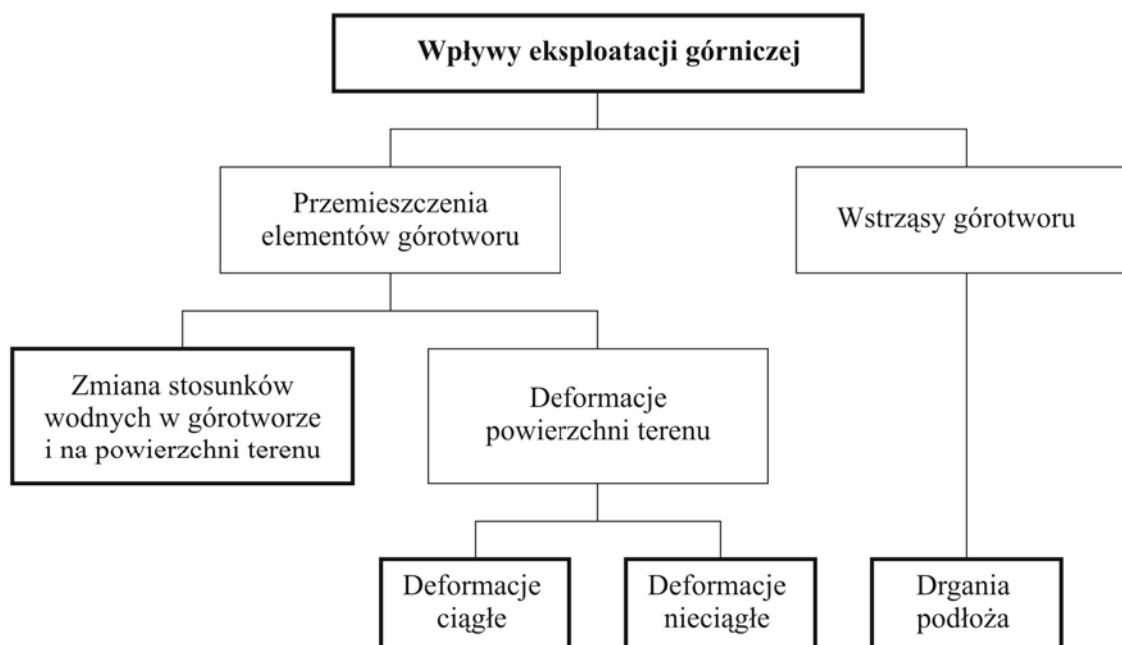 Wpływy eksploatacji górniczej
Przemieszczenia
elementów górotworu
Wstrząsy górotworu
Zmiana stosunków
wodnych w górotworze
i na powierzchni terenu
Deformacje
powierzchni terenu
Deformacje
ciągłe
Deformacje
nieciągłe
Drgania
podłoża